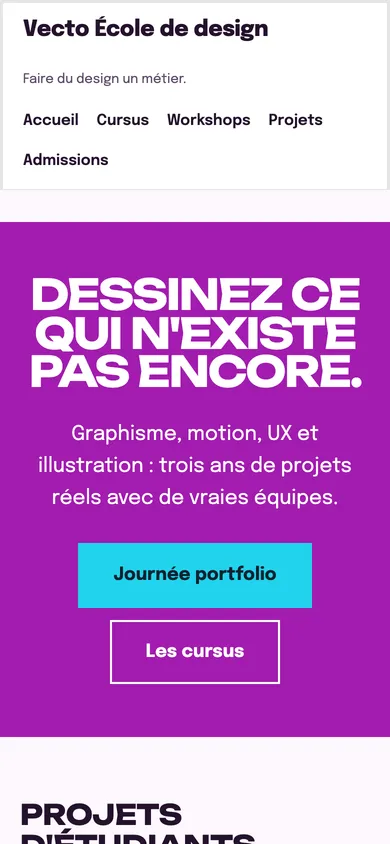 Vecto École de design
Faire du design un métier.
Accueil Cursus Workshops Projets
Admissions
DESSINEZ CE
QUI N'EXISTE
PAS ENCORE.
Graphisme, motion, UX et
illustration : trois ans de projets
réels avec de vraies équipes.
Journée portfolio
Les cursus
PROJETS
D'ÉTUDIANTS